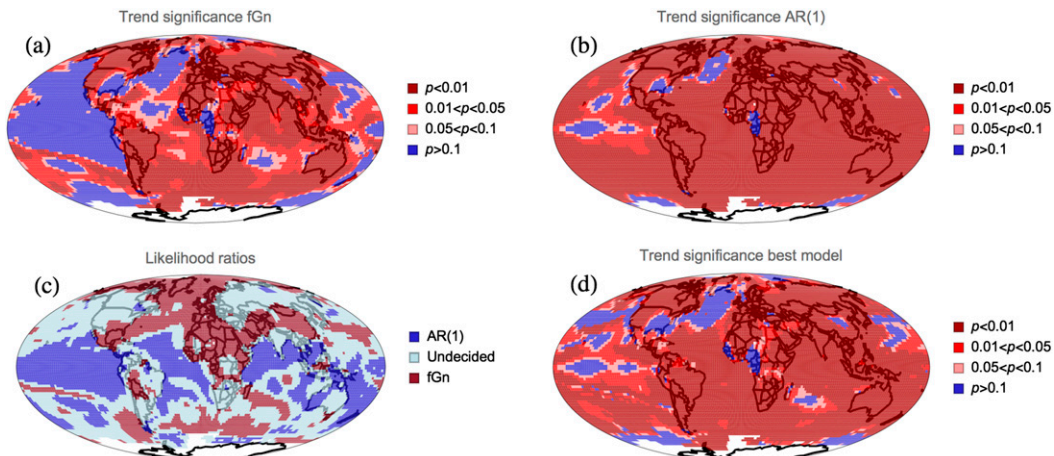 Trend significance fGn
(a)
p<0.01
0.01<p<0.05
0.05<p<0.1
p>0.1
Trend significance AR(1)
(b)
p<0.01
0.01<p<0.05
0.05<p<0.1
p>0.1
Likelihood ratios
(c)
AR(1)
Undecided
fGn
Trend significance best model
(d)
p<0.01
0.01<p<0.05
0.05<p<0.1
p>0.1